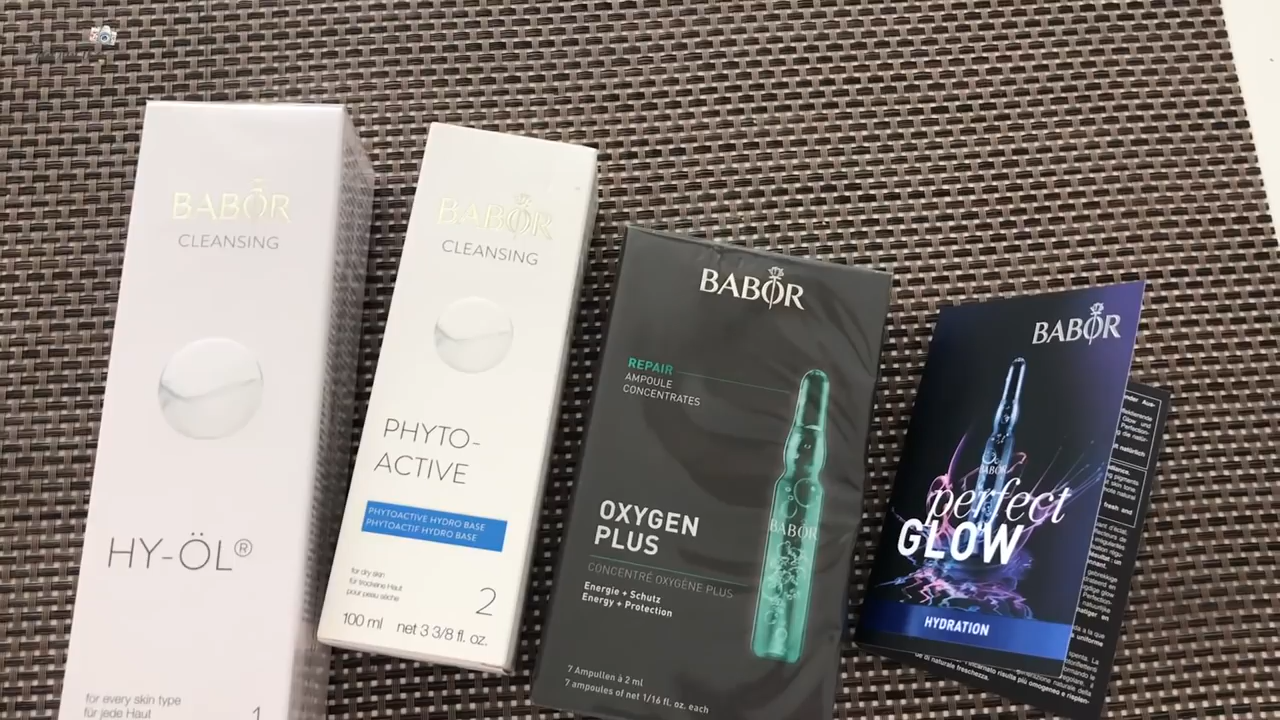 BABOR
CLEANSING
HY-ÖL®
for every skin type
für jede Haut
1
BABOR
CLEANSING
PHYTO-
ACTIVE
PHYTOACTIVE HYDRO BASE
PHYTOACTIF HYDRO BASE
for dry skin
für trockene Haut
pour peau sèche
2
100 ml net 3 3/8 fl. oz.
BABOR
REPAIR
AMPOULE
CONCENTRATES
BABOR
OXYGEN
PLUS
CONCENTRÉ OXYGÈNE PLUS
Energie + Schutz
Energy + Protection
7 Ampullen à 2 ml
7 ampoules of net 1/16 fl. oz. each
BABOR
BABOR
perfect
GLOW
HYDRATION